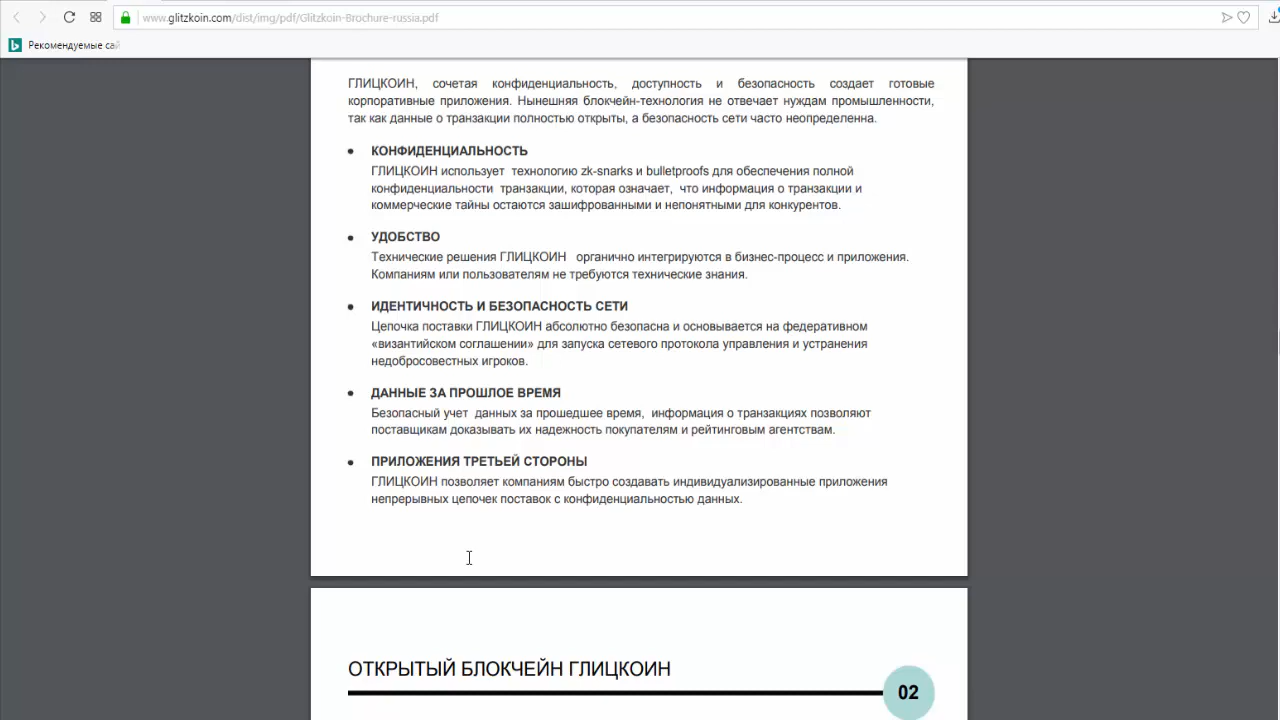 www.glitzkoin.com/dist/img/pdf/Glitzkoin-Brochure-russia.pdf
Рекомендуемые сай
ГЛИЦКОИН, сочетая конфиденциальность, доступность и безопасность создает готовые
корпоративные приложения. Нынешняя блокчейн-технология не отвечает нуждам промышленности,
так как данные о транзакции полностью открыты, а безопасность сети часто неопределенна.
• КОНФИДЕНЦИАЛЬНОСТЬ
ГЛИЦКОИН использует технологию zk-snarks и bulletproofs для обеспечения полной
конфиденциальности транзакции, которая означает, что информация о транзакции и
коммерческие тайны остаются зашифрованными и непонятными для конкурентов.
• УДОБСТВО
Технические решения ГЛИЦКОИН органично интегрируются в бизнес-процесс и приложения.
Компаниям или пользователям не требуются технические знания.
• ИДЕНТИЧНОСТЬ И БЕЗОПАСНОСТЬ СЕТИ
Цепочка поставки ГЛИЦКОИН абсолютно безопасна и основывается на федеративном
«византийском соглашении» для запуска сетевого протокола управления и устранения
недобросовестных игроков.
• ДАННЫЕ ЗА ПРОШЛОЕ ВРЕМЯ
Безопасный учет данных за прошедшее время, информация о транзакциях позволяют
поставщикам доказывать их надежность покупателям и рейтинговым агентствам.
• ПРИЛОЖЕНИЯ ТРЕТЬЕЙ СТОРОНЫ
ГЛИЦКОИН позволяет компаниям быстро создавать индивидуализированные приложения
непрерывных цепочек поставок с конфиденциальностью данных.
ОТКРЫТЫЙ БЛОКЧЕЙН ГЛИЦКОИН
02